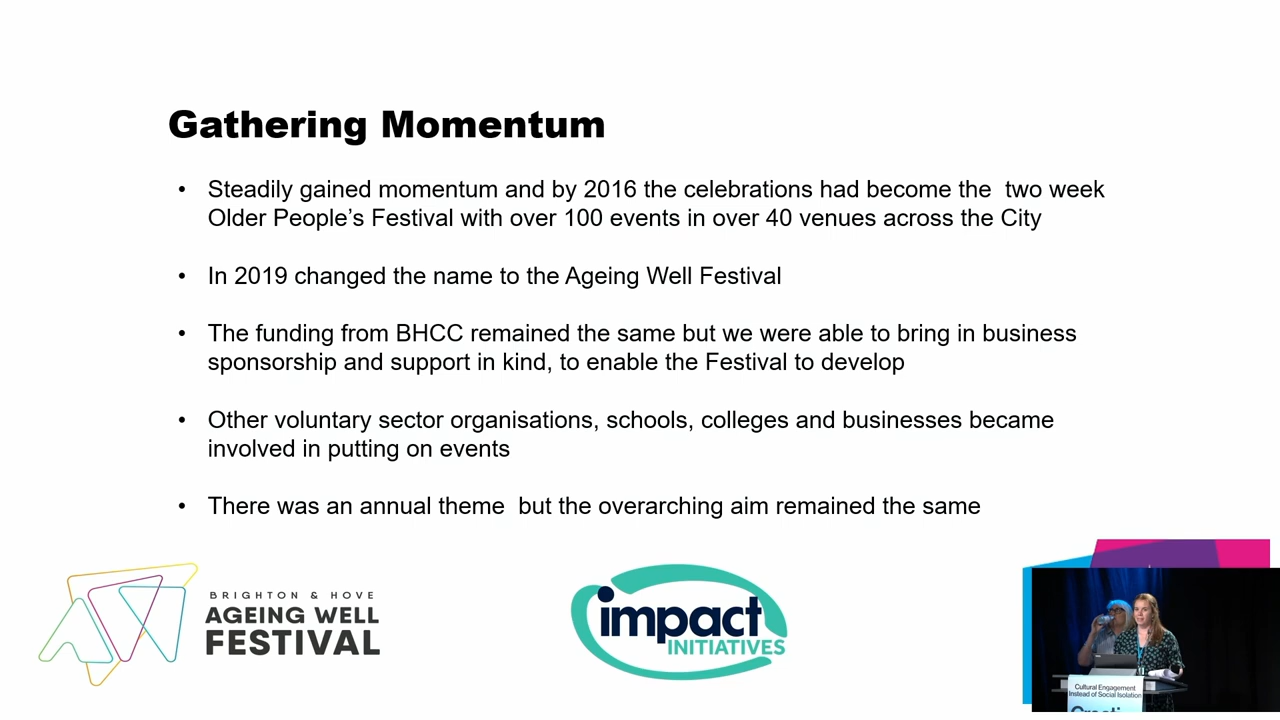 Gathering Momentum
• Steadily gained momentum and by 2016 the celebrations had become the  two week
Older People’s Festival with over 100 events in over 40 venues across the City
• In 2019 changed the name to the Ageing Well Festival
• The funding from BHCC remained the same but we were able to bring in business
sponsorship and support in kind, to enable the Festival to develop
• Other voluntary sector organisations, schools, colleges and businesses became
involved in putting on events
• There was an annual theme  but the overarching aim remained the same
BRIGHTON & HOVE
AGEING WELL
FESTIVAL
impact
INITIATIVES
Cultural Engagement
Instead of Social Isolation